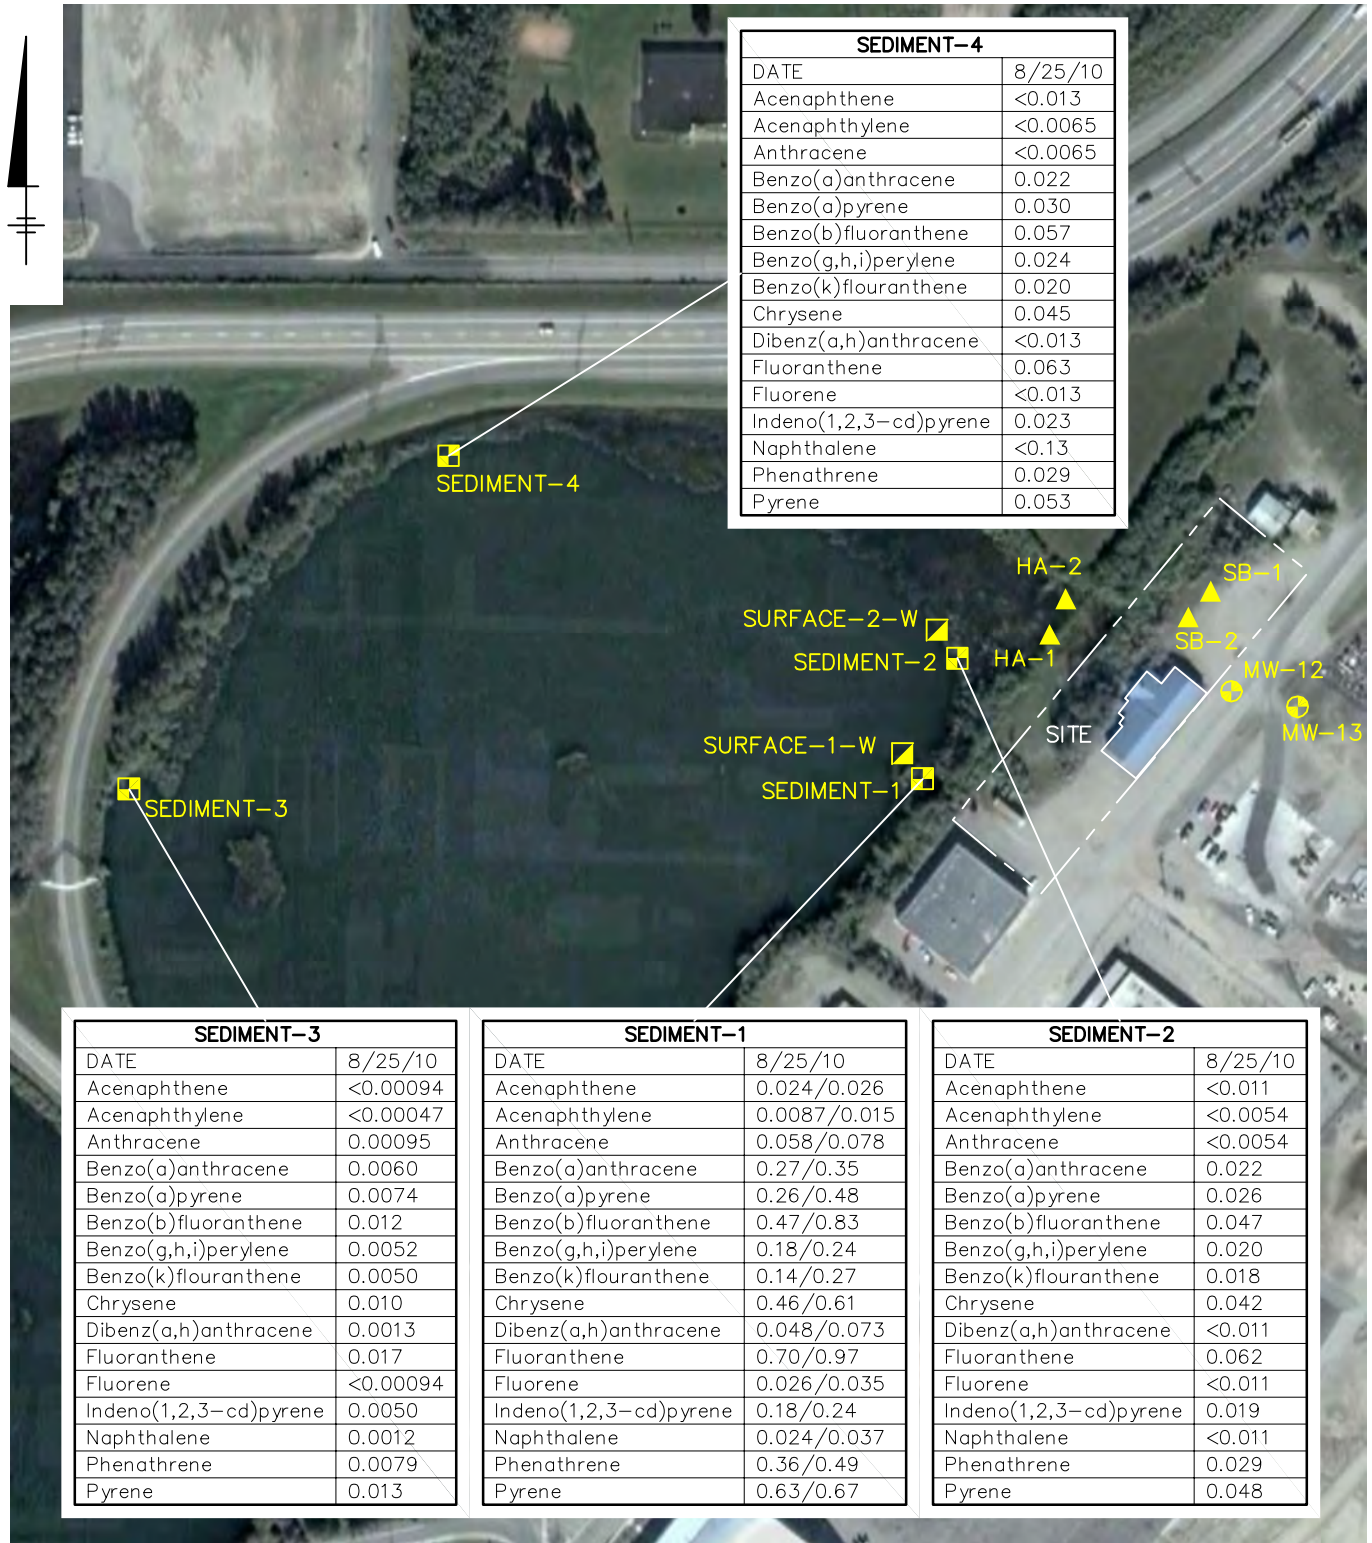 SEDIMENT-4
DATE 8/25/10
Acenaphthene <0.013
Acenaphthylene <0.0065
Anthracene <0.0065
Benzo(a)anthracene 0.022
Benzo(a)pyrene 0.030
Benzo(b)fluoranthene 0.057
Benzo(g,h,i)perylene 0.024
Benzo(k)flouranthene 0.020
Chrysene 0.045
Dibenz(a,h)anthracene <0.013
Fluoranthene 0.063
Fluorene <0.013
Indeno(1,2,3-cd)pyrene 0.023
Naphthalene <0.13
Phenathrene 0.029
Pyrene 0.053
SEDIMENT-4
HA-2
SB-1
SURFACE-2-W
SB-2
SEDIMENT-2
HA-1
MW-12
SITE
MW-13
SURFACE-1-W
SEDIMENT-1
SEDIMENT-3
SEDIMENT-3
DATE 8/25/10
Acenaphthene <0.00094
Acenaphthylene <0.00047
Anthracene 0.00095
Benzo(a)anthracene 0.0060
Benzo(a)pyrene 0.0074
Benzo(b)fluoranthene 0.012
Benzo(g,h,i)perylene 0.0052
Benzo(k)flouranthene 0.0050
Chrysene 0.010
Dibenz(a,h)anthracene 0.0013
Fluoranthene 0.017
Fluorene <0.00094
Indeno(1,2,3-cd)pyrene 0.0050
Naphthalene 0.0012
Phenathrene 0.0079
Pyrene 0.013
SEDIMENT-1
DATE 8/25/10
Acenaphthene 0.024/0.026
Acenaphthylene 0.0087/0.015
Anthracene 0.058/0.078
Benzo(a)anthracene 0.27/0.35
Benzo(a)pyrene 0.26/0.48
Benzo(b)fluoranthene 0.47/0.83
Benzo(g,h,i)perylene 0.18/0.24
Benzo(k)flouranthene 0.14/0.27
Chrysene 0.46/0.61
Dibenz(a,h)anthracene 0.048/0.073
Fluoranthene 0.70/0.97
Fluorene 0.026/0.035
Indeno(1,2,3-cd)pyrene 0.18/0.24
Naphthalene 0.024/0.037
Phenathrene 0.36/0.49
Pyrene 0.63/0.67
SEDIMENT-2
DATE 8/25/10
Acenaphthene <0.011
Acenaphthylene <0.0054
Anthracene <0.0054
Benzo(a)anthracene 0.022
Benzo(a)pyrene 0.026
Benzo(b)fluoranthene 0.047
Benzo(g,h,i)perylene 0.020
Benzo(k)flouranthene 0.018
Chrysene 0.042
Dibenz(a,h)anthracene <0.011
Fluoranthene 0.062
Fluorene <0.011
Indeno(1,2,3-cd)pyrene 0.019
Naphthalene <0.011
Phenathrene 0.029
Pyrene 0.048